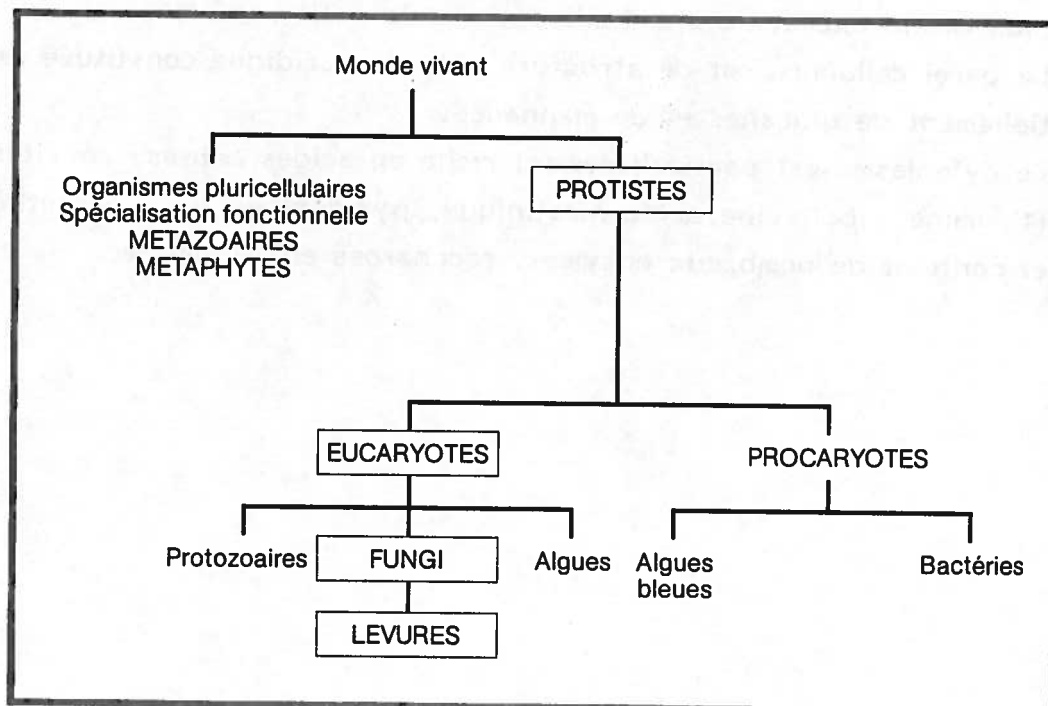 Monde vivant
Organismes pluricellulaires
Spécialisation fonctionnelle
METAZOAIRES
METAPHYTES
PROTISTES
EUCARYOTES
PROCARYOTES
Protozoaires
FUNGI
Algues
Algues
bleues
Bactéries
LEVURES